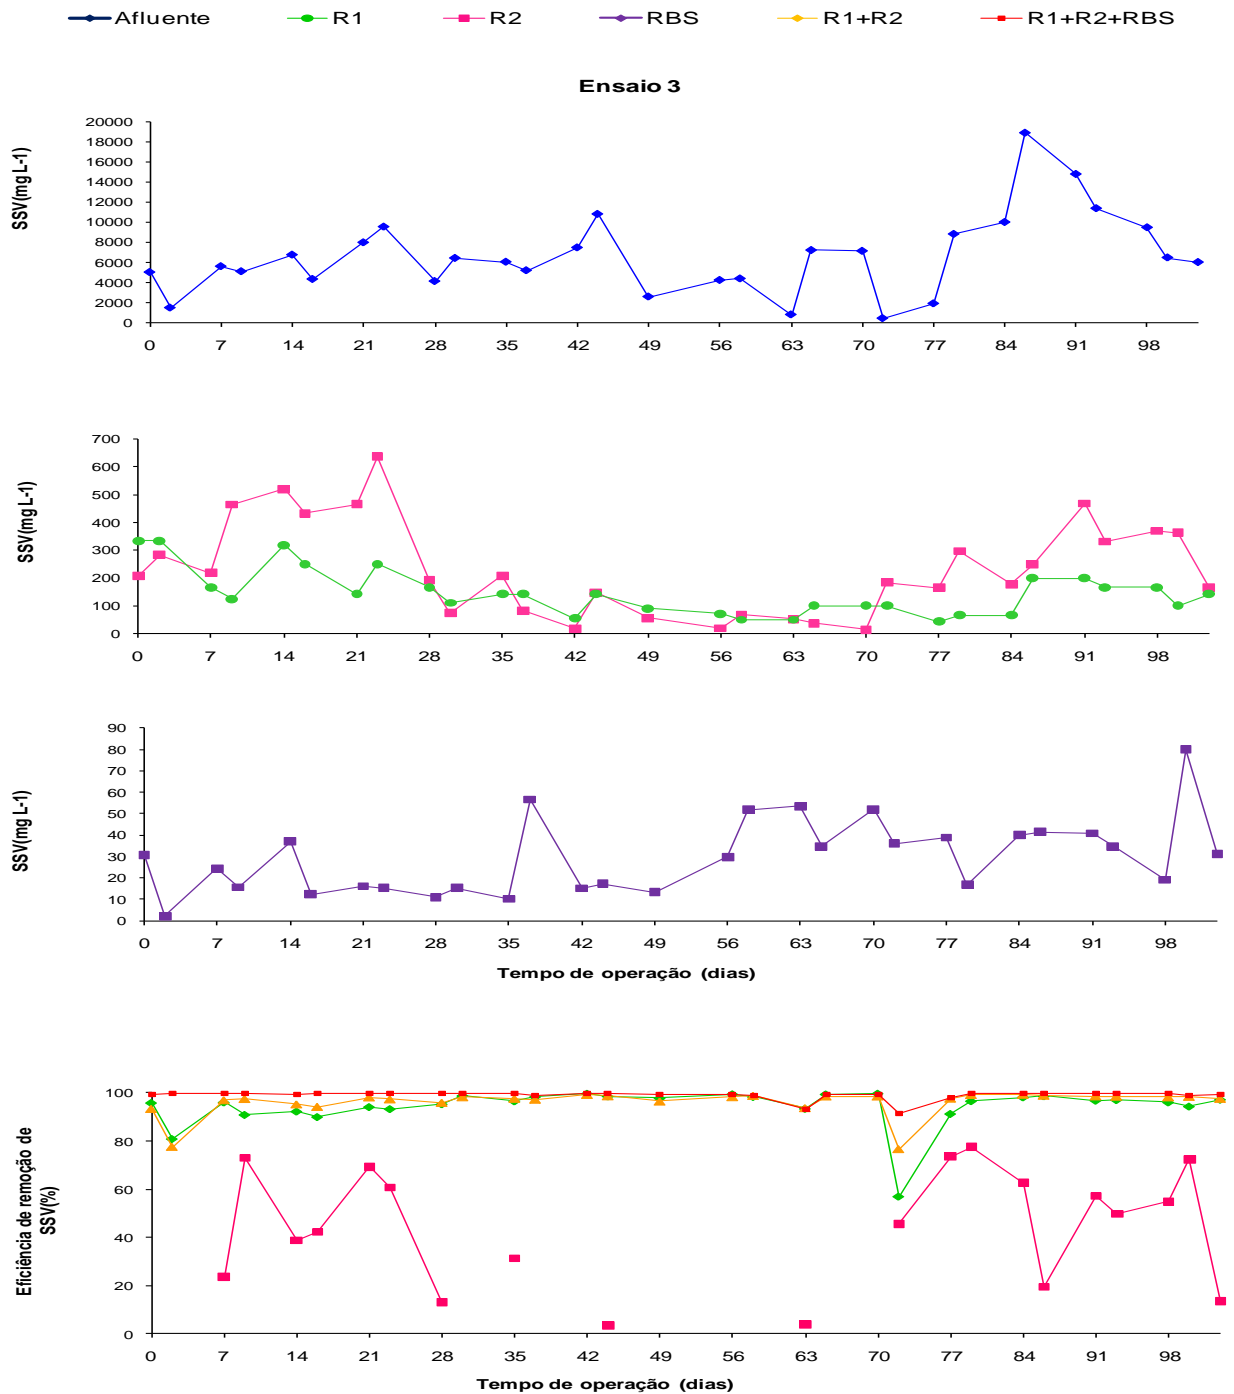 Afluente R1 R2 RBS R1+R2 R1+R2+RBS
Ensaio 3
SSV(mg L-1)
20000
18000
16000
14000
12000
10000
8000
6000
4000
2000
0
0 7 14 21 28 35 42 49 56 63 70 77 84 91 98
SSV(mg L-1)
700
600
500
400
300
200
100
0
0 7 14 21 28 35 42 49 56 63 70 77 84 91 98
SSV(mg L-1)
90
80
70
60
50
40
30
20
10
0
0 7 14 21 28 35 42 49 56 63 70 77 84 91 98
Tempo de operação (dias)
Eficiência de remoção de
SSV(%)
100
80
60
40
20
0
0 7 14 21 28 35 42 49 56 63 70 77 84 91 98
Tempo de operação (dias)